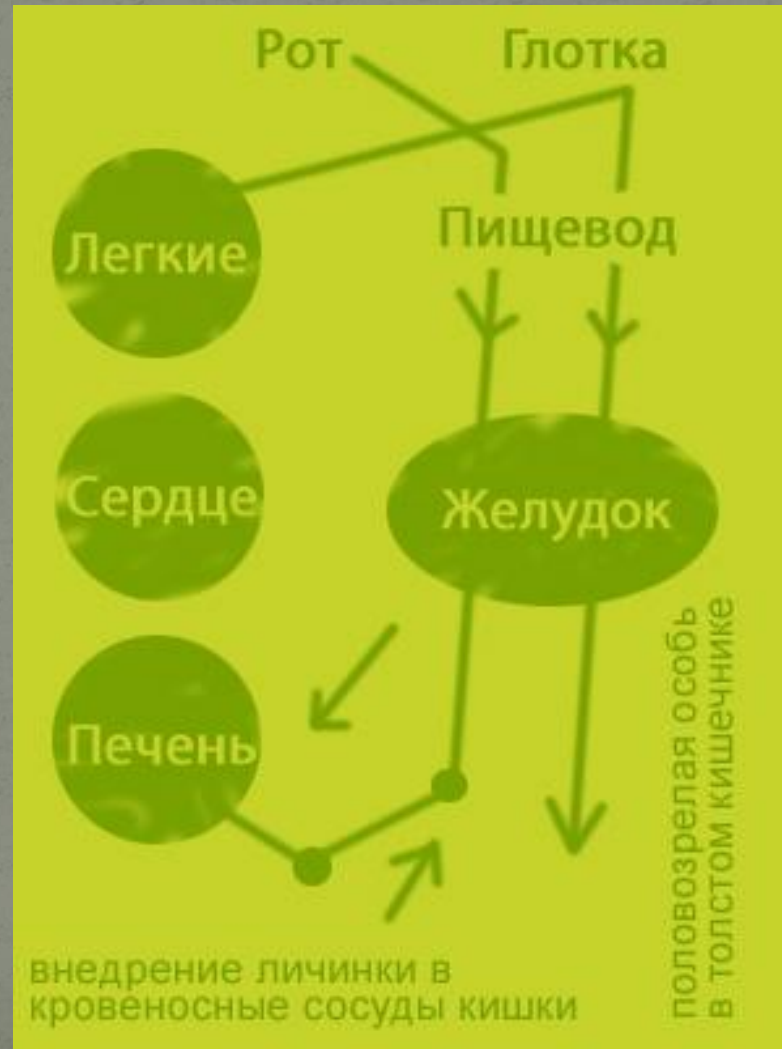 Рот
Глотка
Легкие
Пищевод
Сердце
Желудок
Печень
половозрелая особь
в толстом кишечнике
внедрение личинки в
кровеносные сосуды кишки